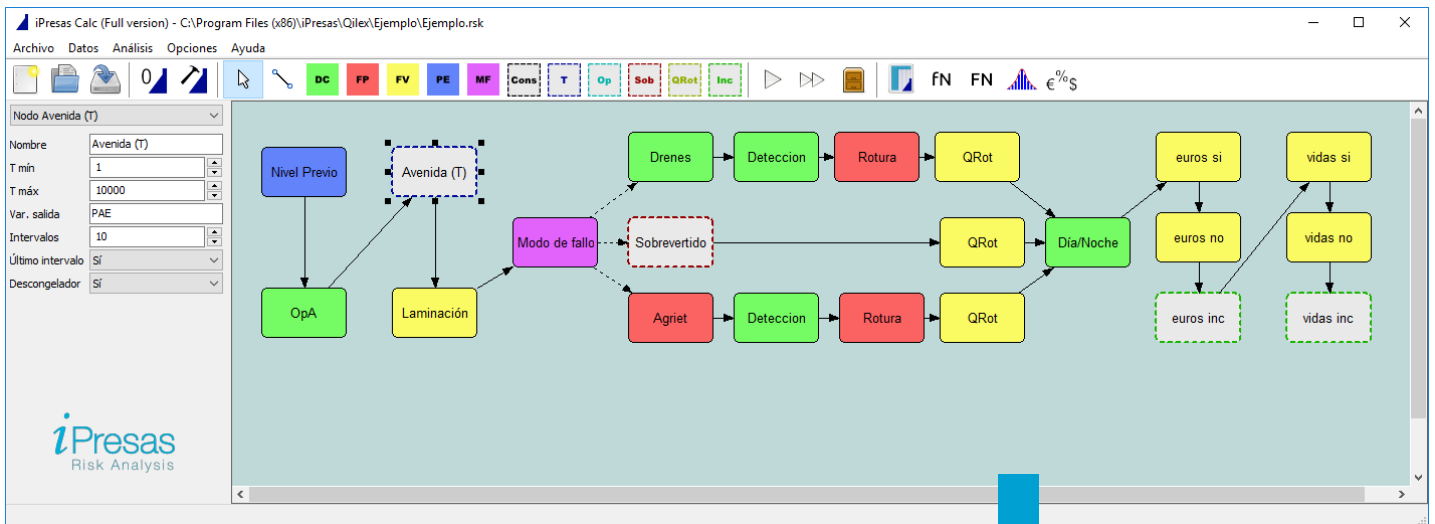 iPresas Calc (Full version) - C:\Program Files (x86)\iPresas\Qilex\Ejemplo\Ejemplo.rsk
Archivo Datos Análisis Opciones Ayuda
0 DC FP FV PE MF Cons T Op Sob QRot Inc fN FN €%$
Nodo Avenida (T)
Nombre Avenida (T)
T mín 1
T máx 10000
Var. salida PAE
Intervalos 10
Último intervalo Sí
Descongelador Sí
iPresas
Risk Analysis
Nivel Previo
OpA
Avenida (T)
Laminación
Modo de fallo
Drenes Deteccion Rotura QRot
Sobrevertido QRot
Agriet Deteccion Rotura QRot
Día/Noche
euros si
euros no
euros inc
vidas si
vidas no
vidas inc